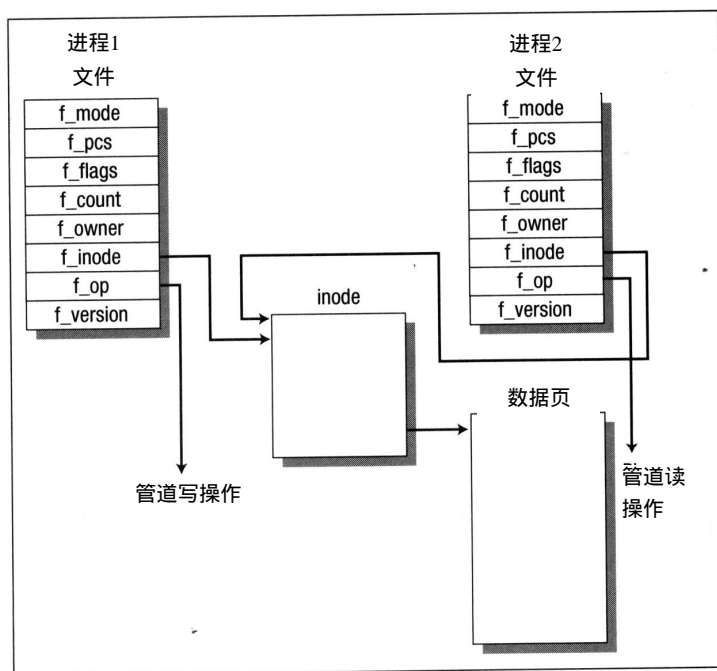 进程1
文件
f_mode
f_pcs
f_flags
f_count
f_owner
f_inode
f_op
f_version
管道写操作
inode
进程2
文件
f_mode
f_pcs
f_flags
f_count
f_owner
f_inode
f_op
f_version
数据页
管道读
操作